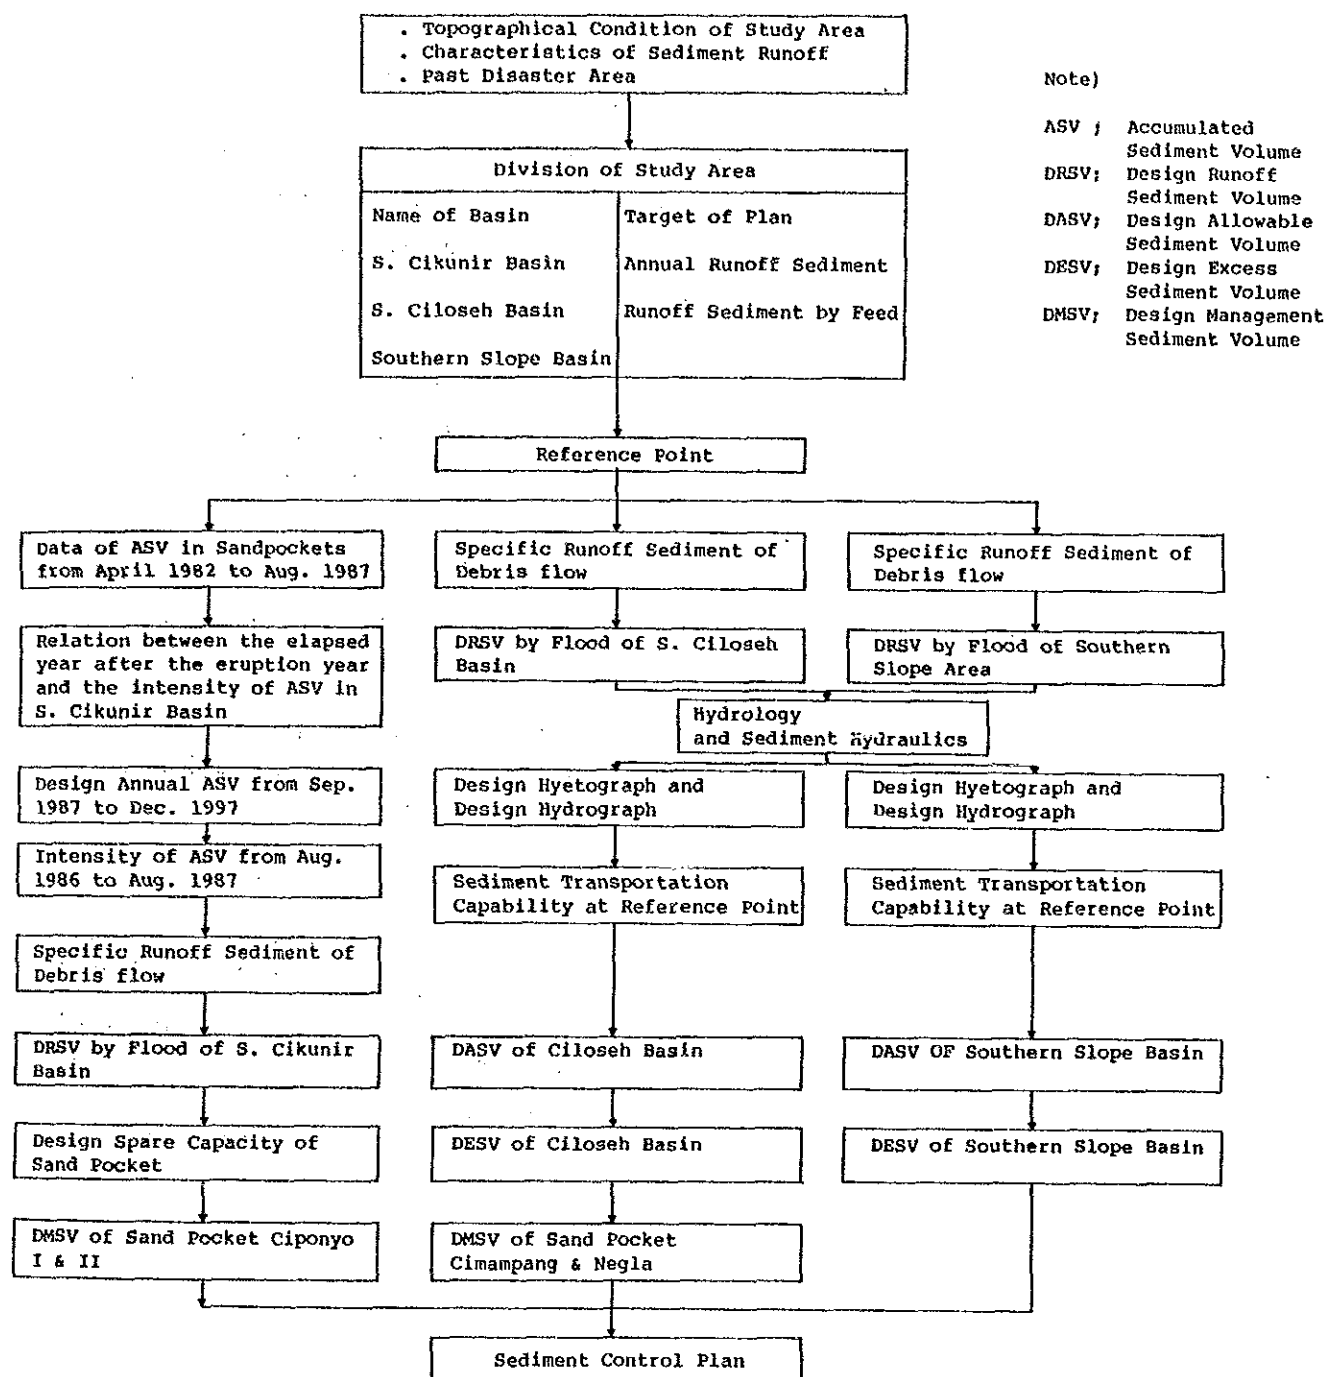 . Topographical Condition of Study Area
. Characteristics of Sediment Runoff
. Past Disaster Area
Note)
ASV ; Accumulated
Sediment Volume
DRSV; Design Runoff
Sediment Volume
DASV; Design Allowable
Sediment Volume
DESV; Design Excess
Sediment Volume
DMSV; Design Management
Sediment Volume
Division of Study Area
Name of Basin
Target of Plan
S. Cikunir Basin
Annual Runoff Sediment
S. Ciloseh Basin
Runoff Sediment by Feed
Southern Slope Basin
Reference Point
Data of ASV in Sandpockets
from April 1982 to Aug. 1987
Relation between the elapsed
year after the eruption year
and the intensity of ASV in
S. Cikunir Basin
Design Annual ASV from Sep.
1987 to Dec. 1997
Intensity of ASV from Aug.
1986 to Aug. 1987
Specific Runoff Sediment of
Debris flow
DRSV by Flood of S. Cikunir
Basin
Design Spare Capacity of
Sand Pocket
DMSV of Sand Pocket Ciponyo
I & II
Specific Runoff Sediment of
Debris flow
DRSV by Flood of S. Ciloseh
Basin
Specific Runoff Sediment of
Debris flow
DRSV by Flood of Southern
Slope Area
Hydrology
and Sediment Hydraulics
Design Hyetograph and
Design Hydrograph
Sediment Transportation
Capability at Reference Point
DASV of Ciloseh Basin
DESV of Ciloseh Basin
DMSV of Sand Pocket
Cimampang & Negla
Design Hyetograph and
Design Hydrograph
Sediment Transportation
Capability at Reference Point
DASV OF Southern Slope Basin
DESV of Southern Slope Basin
Sediment Control Plan